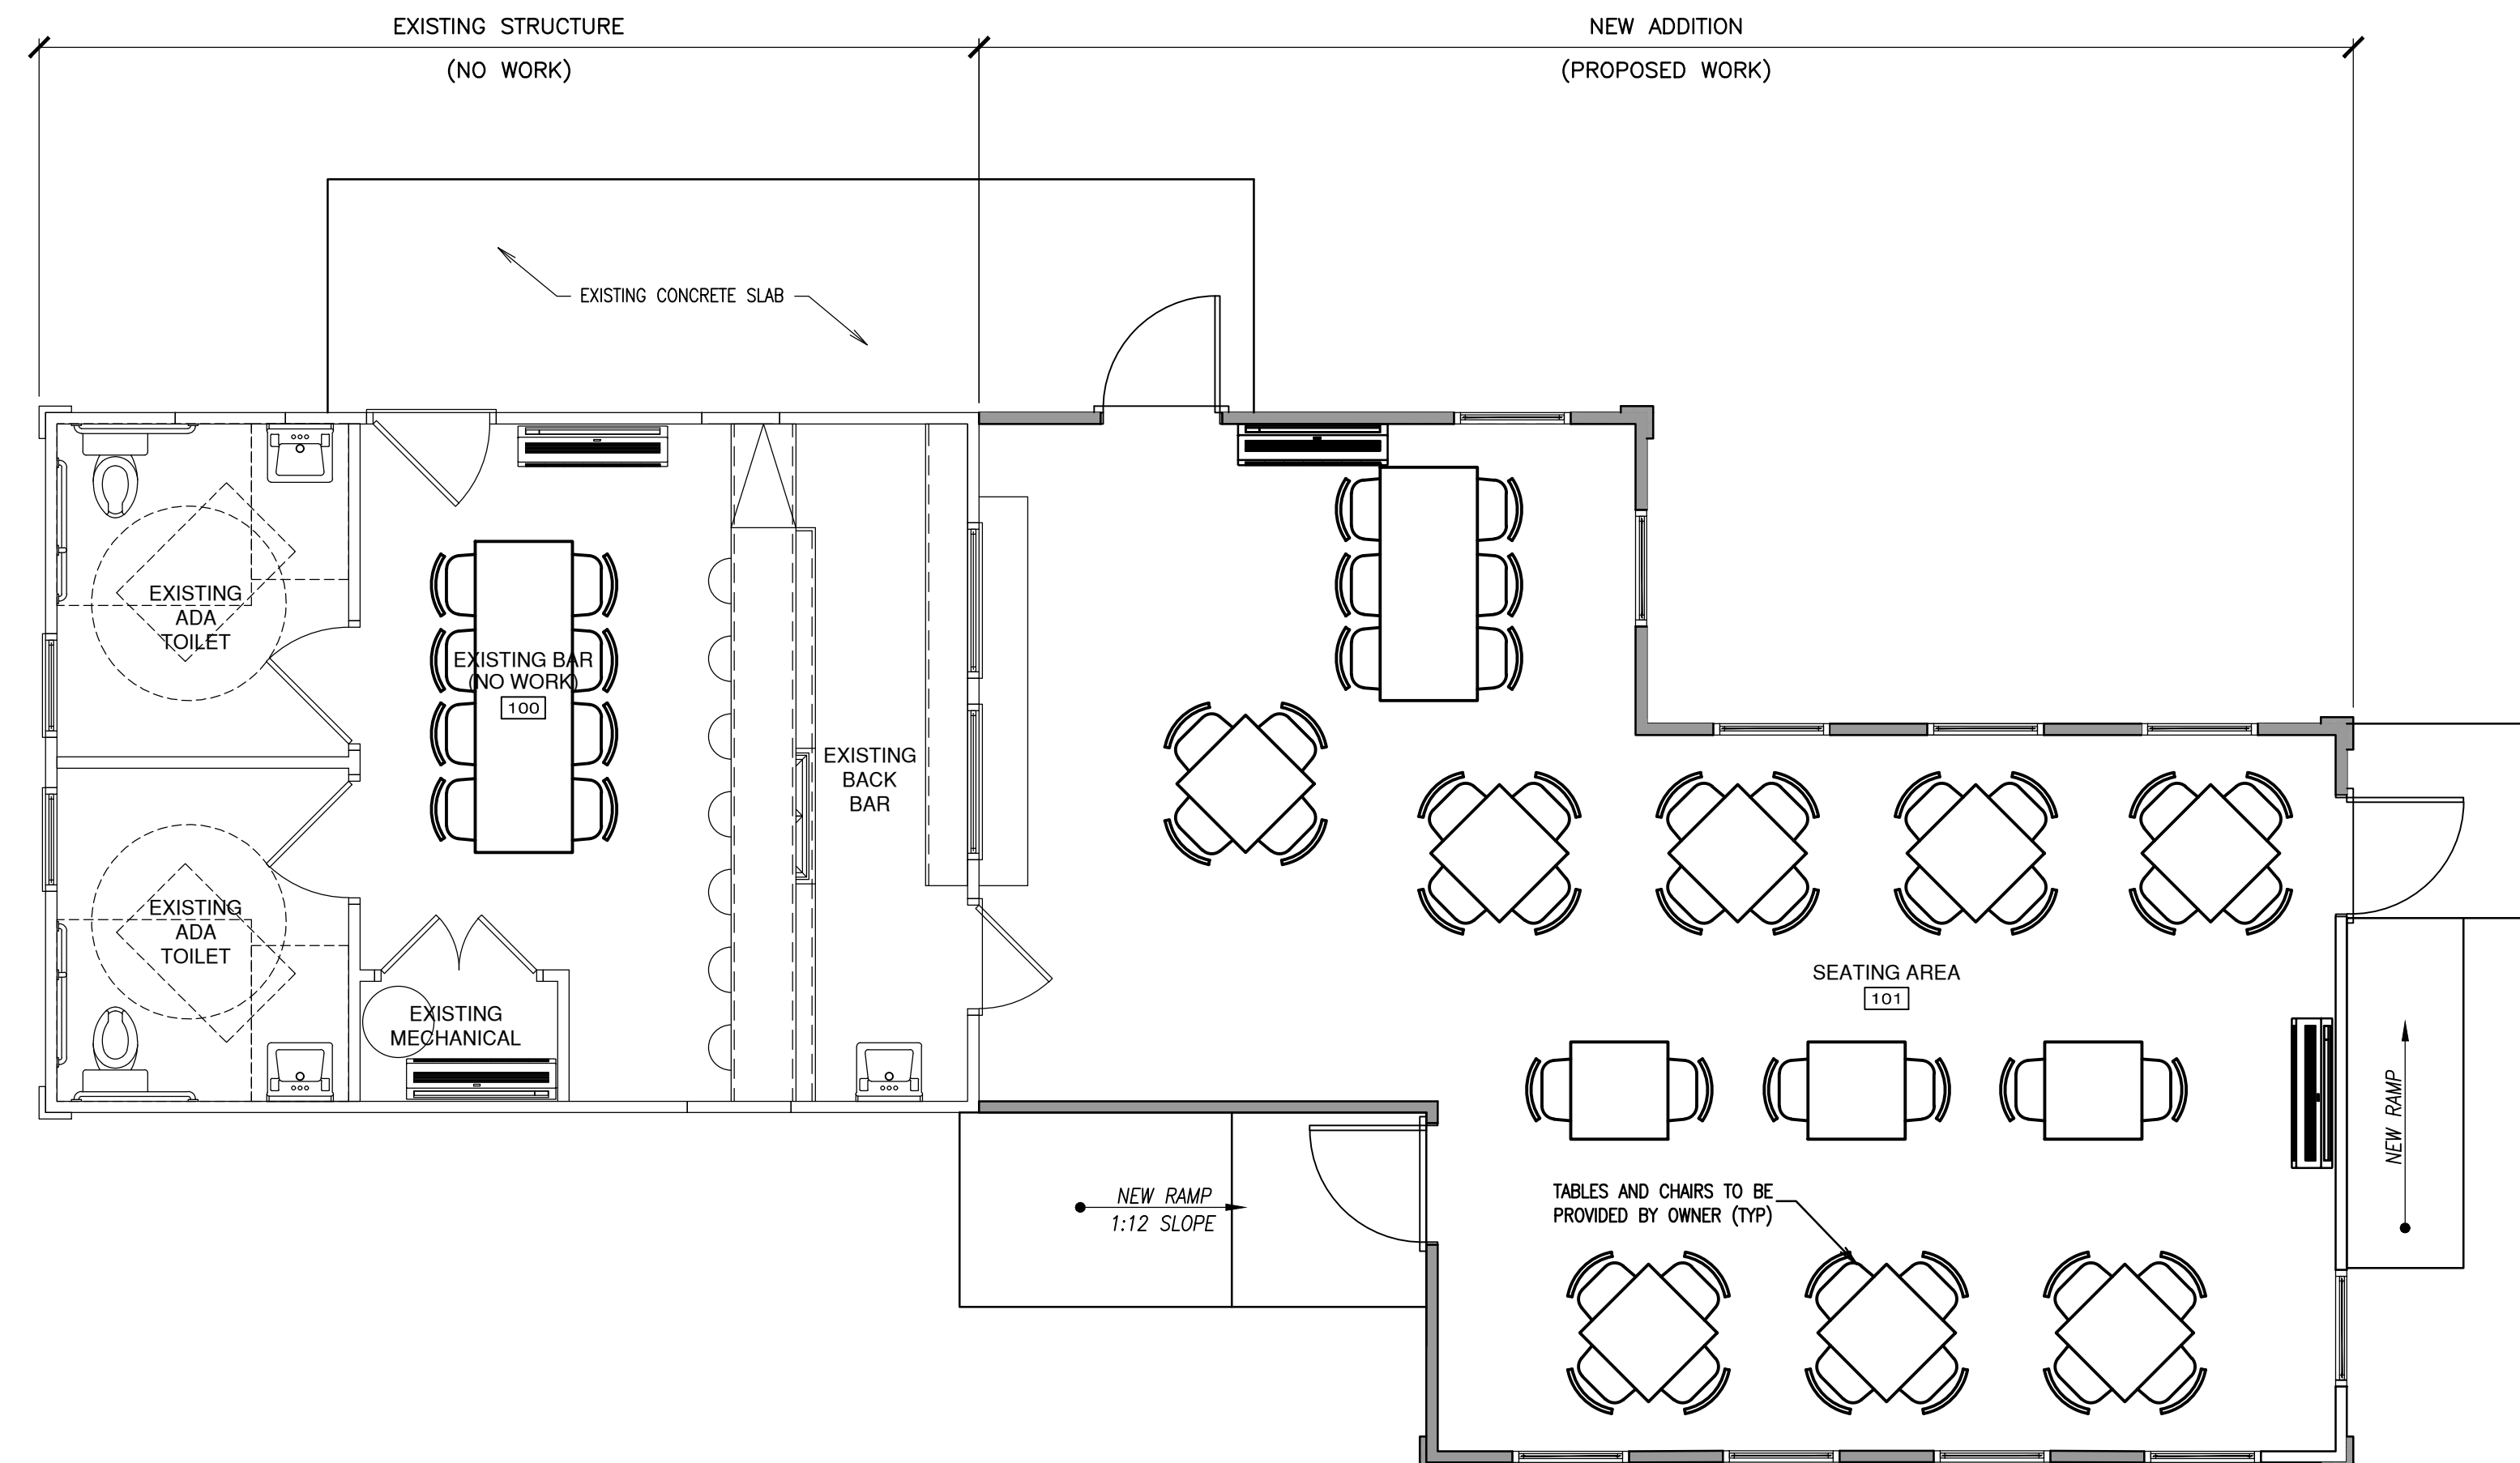 EXISTING STRUCTURE
(NO WORK)
NEW ADDITION
(PROPOSED WORK)
EXISTING CONCRETE SLAB
EXISTING
ADA
TOILET
EXISTING BAR
(NO WORK)
100
EXISTING
BACK
BAR
EXISTING
ADA
TOILET
EXISTING
MECHANICAL
SEATING AREA
101
NEW RAMP
1:12 SLOPE
TABLES AND CHAIRS TO BE
PROVIDED BY OWNER (TYP)
NEW RAMP